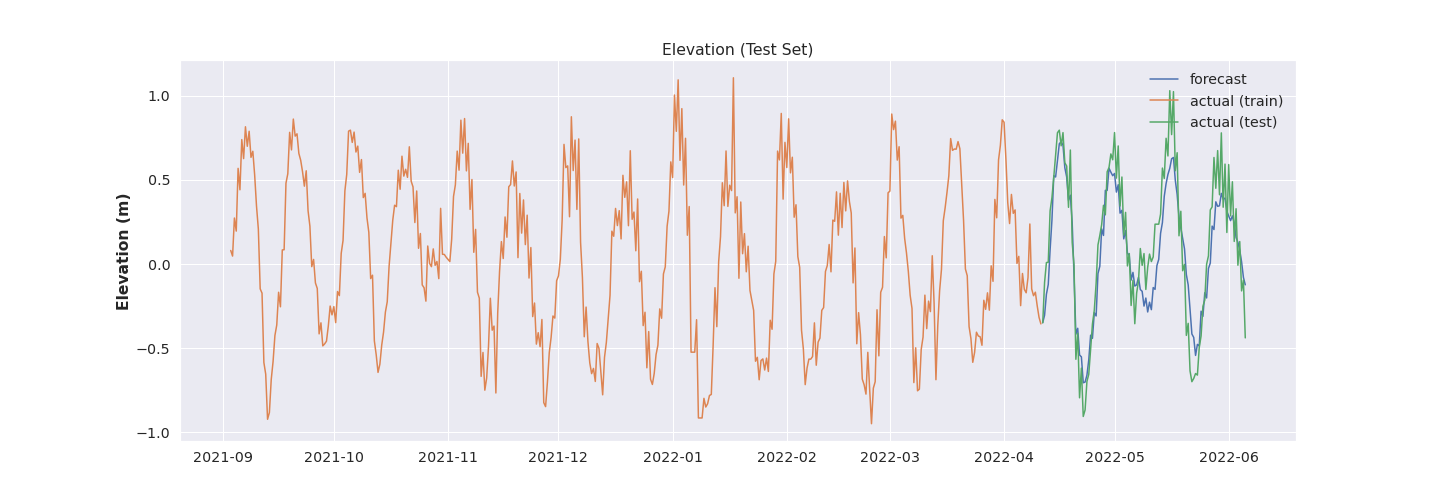 Elevation (Test Set)
forecast
actual (train)
actual (test)
Elevation (m)
1.0
0.5
0.0
−0.5
−1.0
2021-09 2021-10 2021-11 2021-12 2022-01 2022-02 2022-03 2022-04 2022-05 2022-06